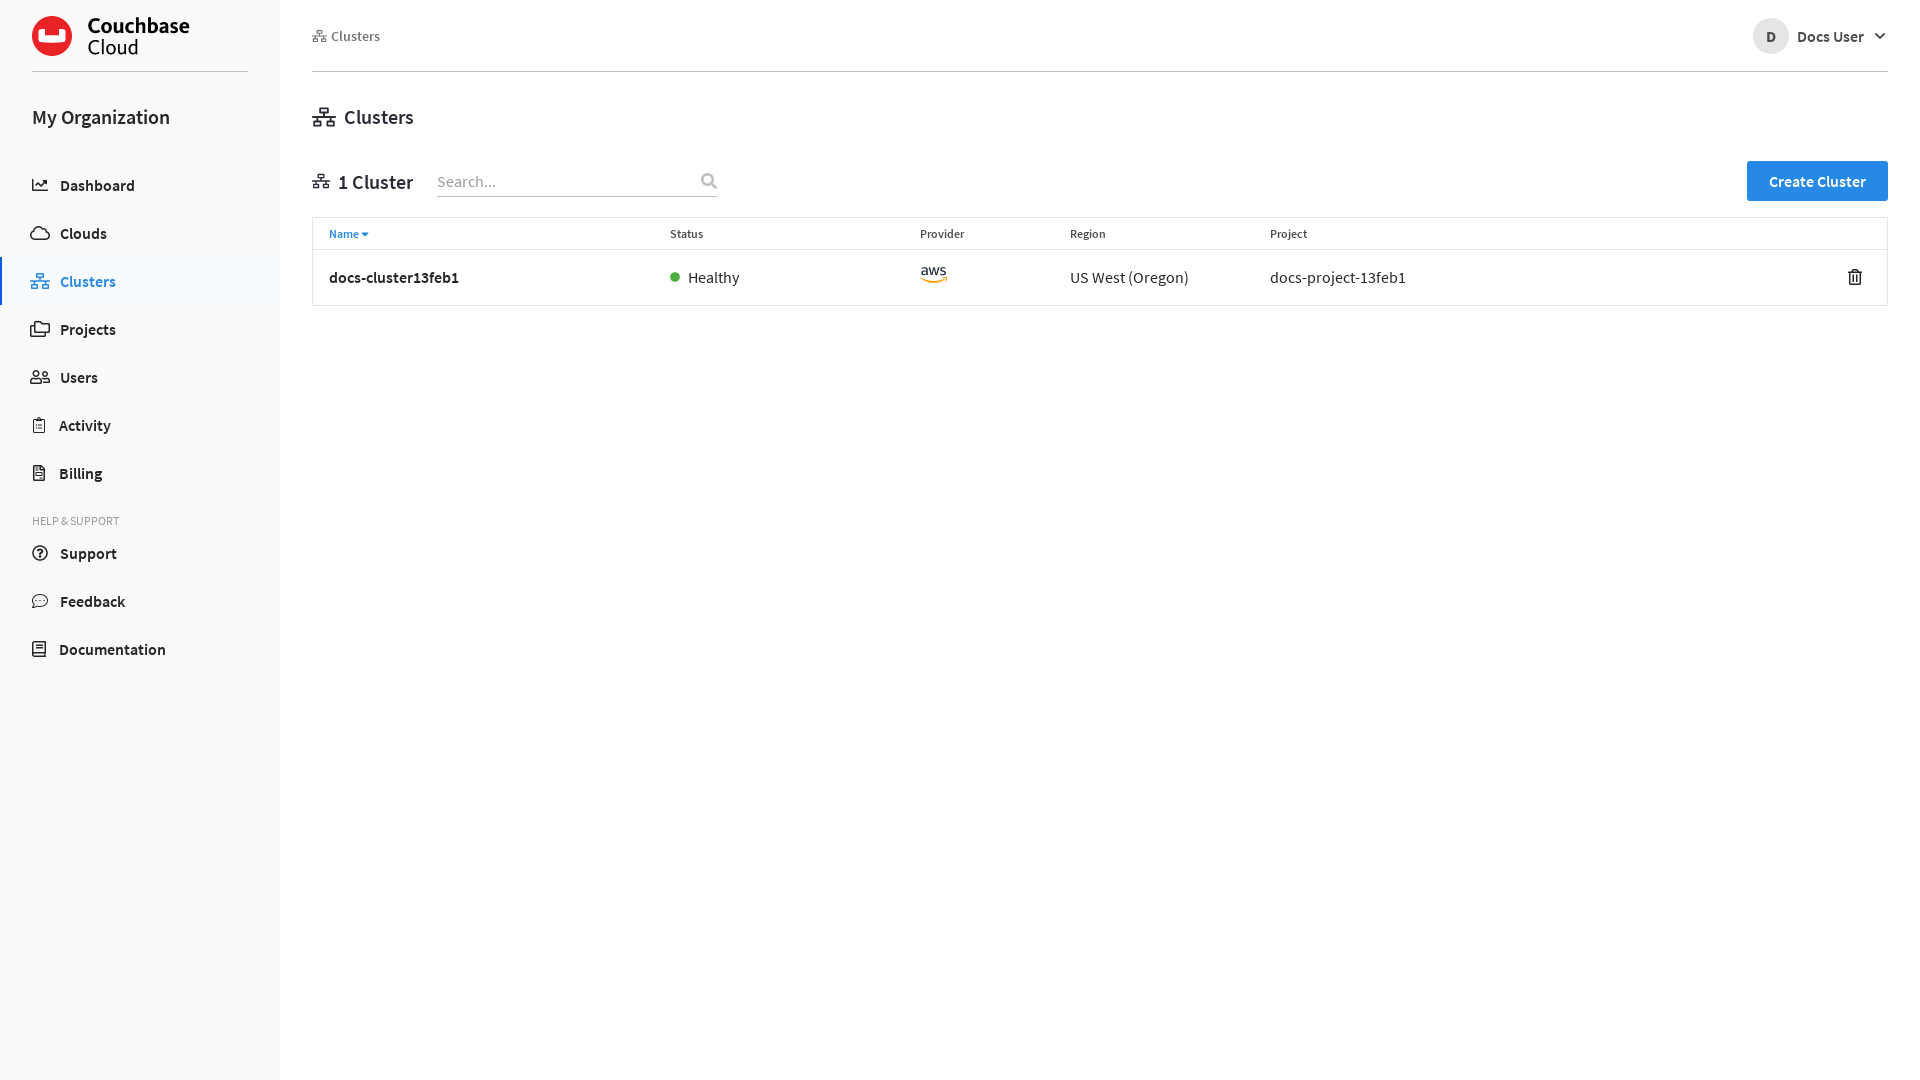 Couchbase
Cloud
Clusters
D
Docs User
My Organization
Clusters
1 Cluster
Search...
Create Cluster
Dashboard
Clouds
Clusters
Projects
Users
Activity
Billing
HELP & SUPPORT
Support
Feedback
Documentation
Name Status Provider Region Project
docs-cluster13feb1 Healthy aws US West (Oregon) docs-project-13feb1